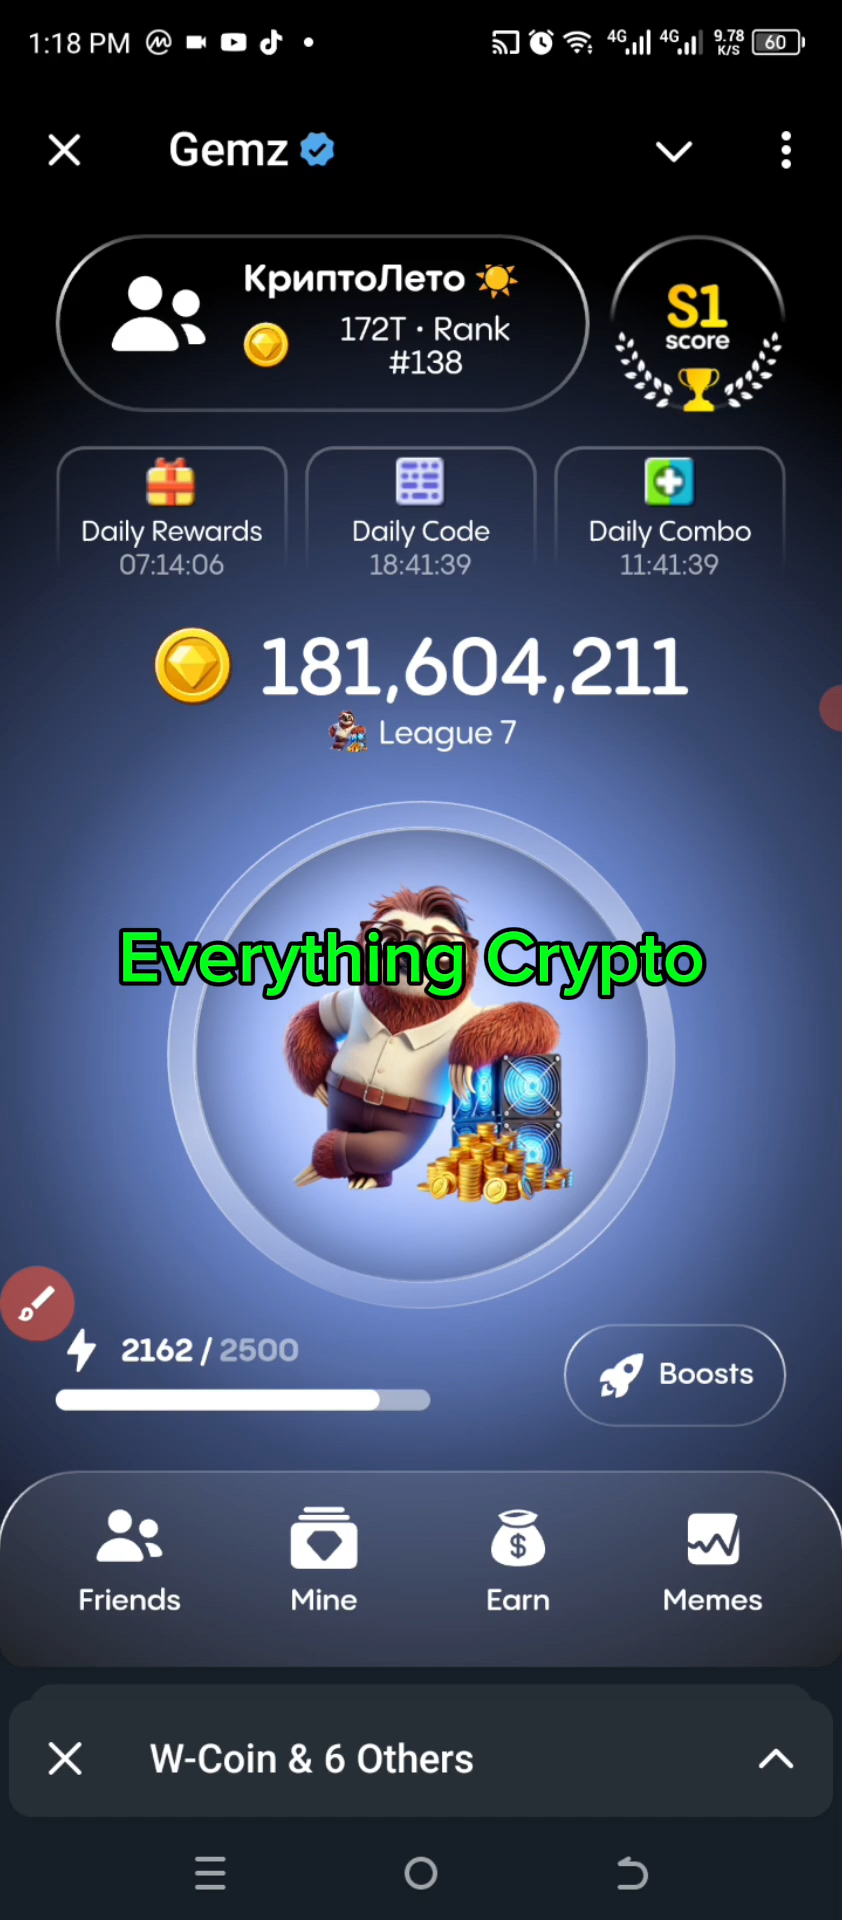 1:18 PM
4G 4G 9.78 K/S 60
Gemz
КриптоЛето
172T · Rank
#138
S1
score
Daily Rewards
07:14:06
Daily Code
18:41:39
Daily Combo
11:41:39
181,604,211
League 7
Everything Crypto
2162 / 2500
Boosts
Friends
Mine
Earn
Memes
W-Coin & 6 Others